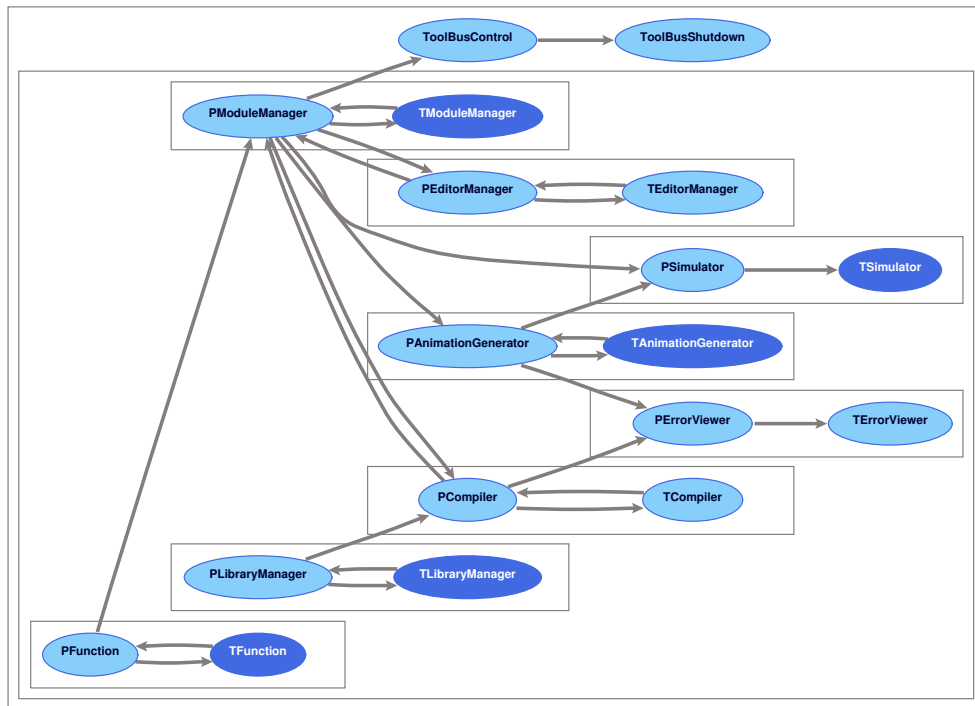 ToolBusControl
ToolBusShutdown
PModuleManager
TModuleManager
PEditorManager
TEditorManager
PSimulator
TSimulator
PAnimationGenerator
TAnimationGenerator
PErrorViewer
TErrorViewer
PCompiler
TCompiler
PLibraryManager
TLibraryManager
PFunction
TFunction